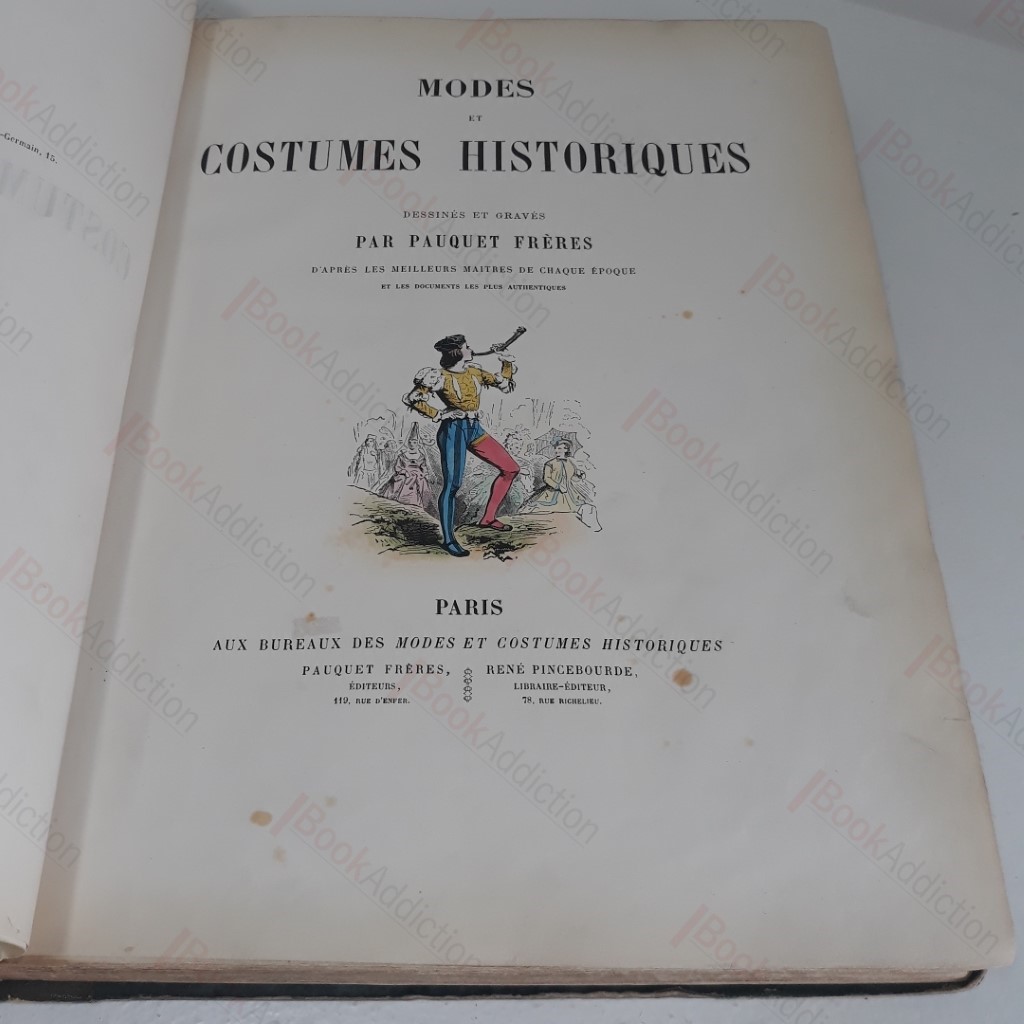 -Germain, 15.
MODES
ET
COSTUMES HISTORIQUES
DESSINÉS ET GRAVÉS
PAR PAUQUET FRÈRES
D'APRÈS LES MEILLEURS MAITRES DE CHAQUE ÉPOQUE
ET LES DOCUMENTS LES PLUS AUTHENTIQUES
PARIS
AUX BUREAUX DES MODES ET COSTUMES HISTORIQUES
PAUQUET FRÈRES,
ÉDITEURS,
119, RUE D'ENFER.
RENÉ PINCEBOURDE,
LIBRAIRE-ÉDITEUR,
78, RUE RICHELIEU.
BookAddiction